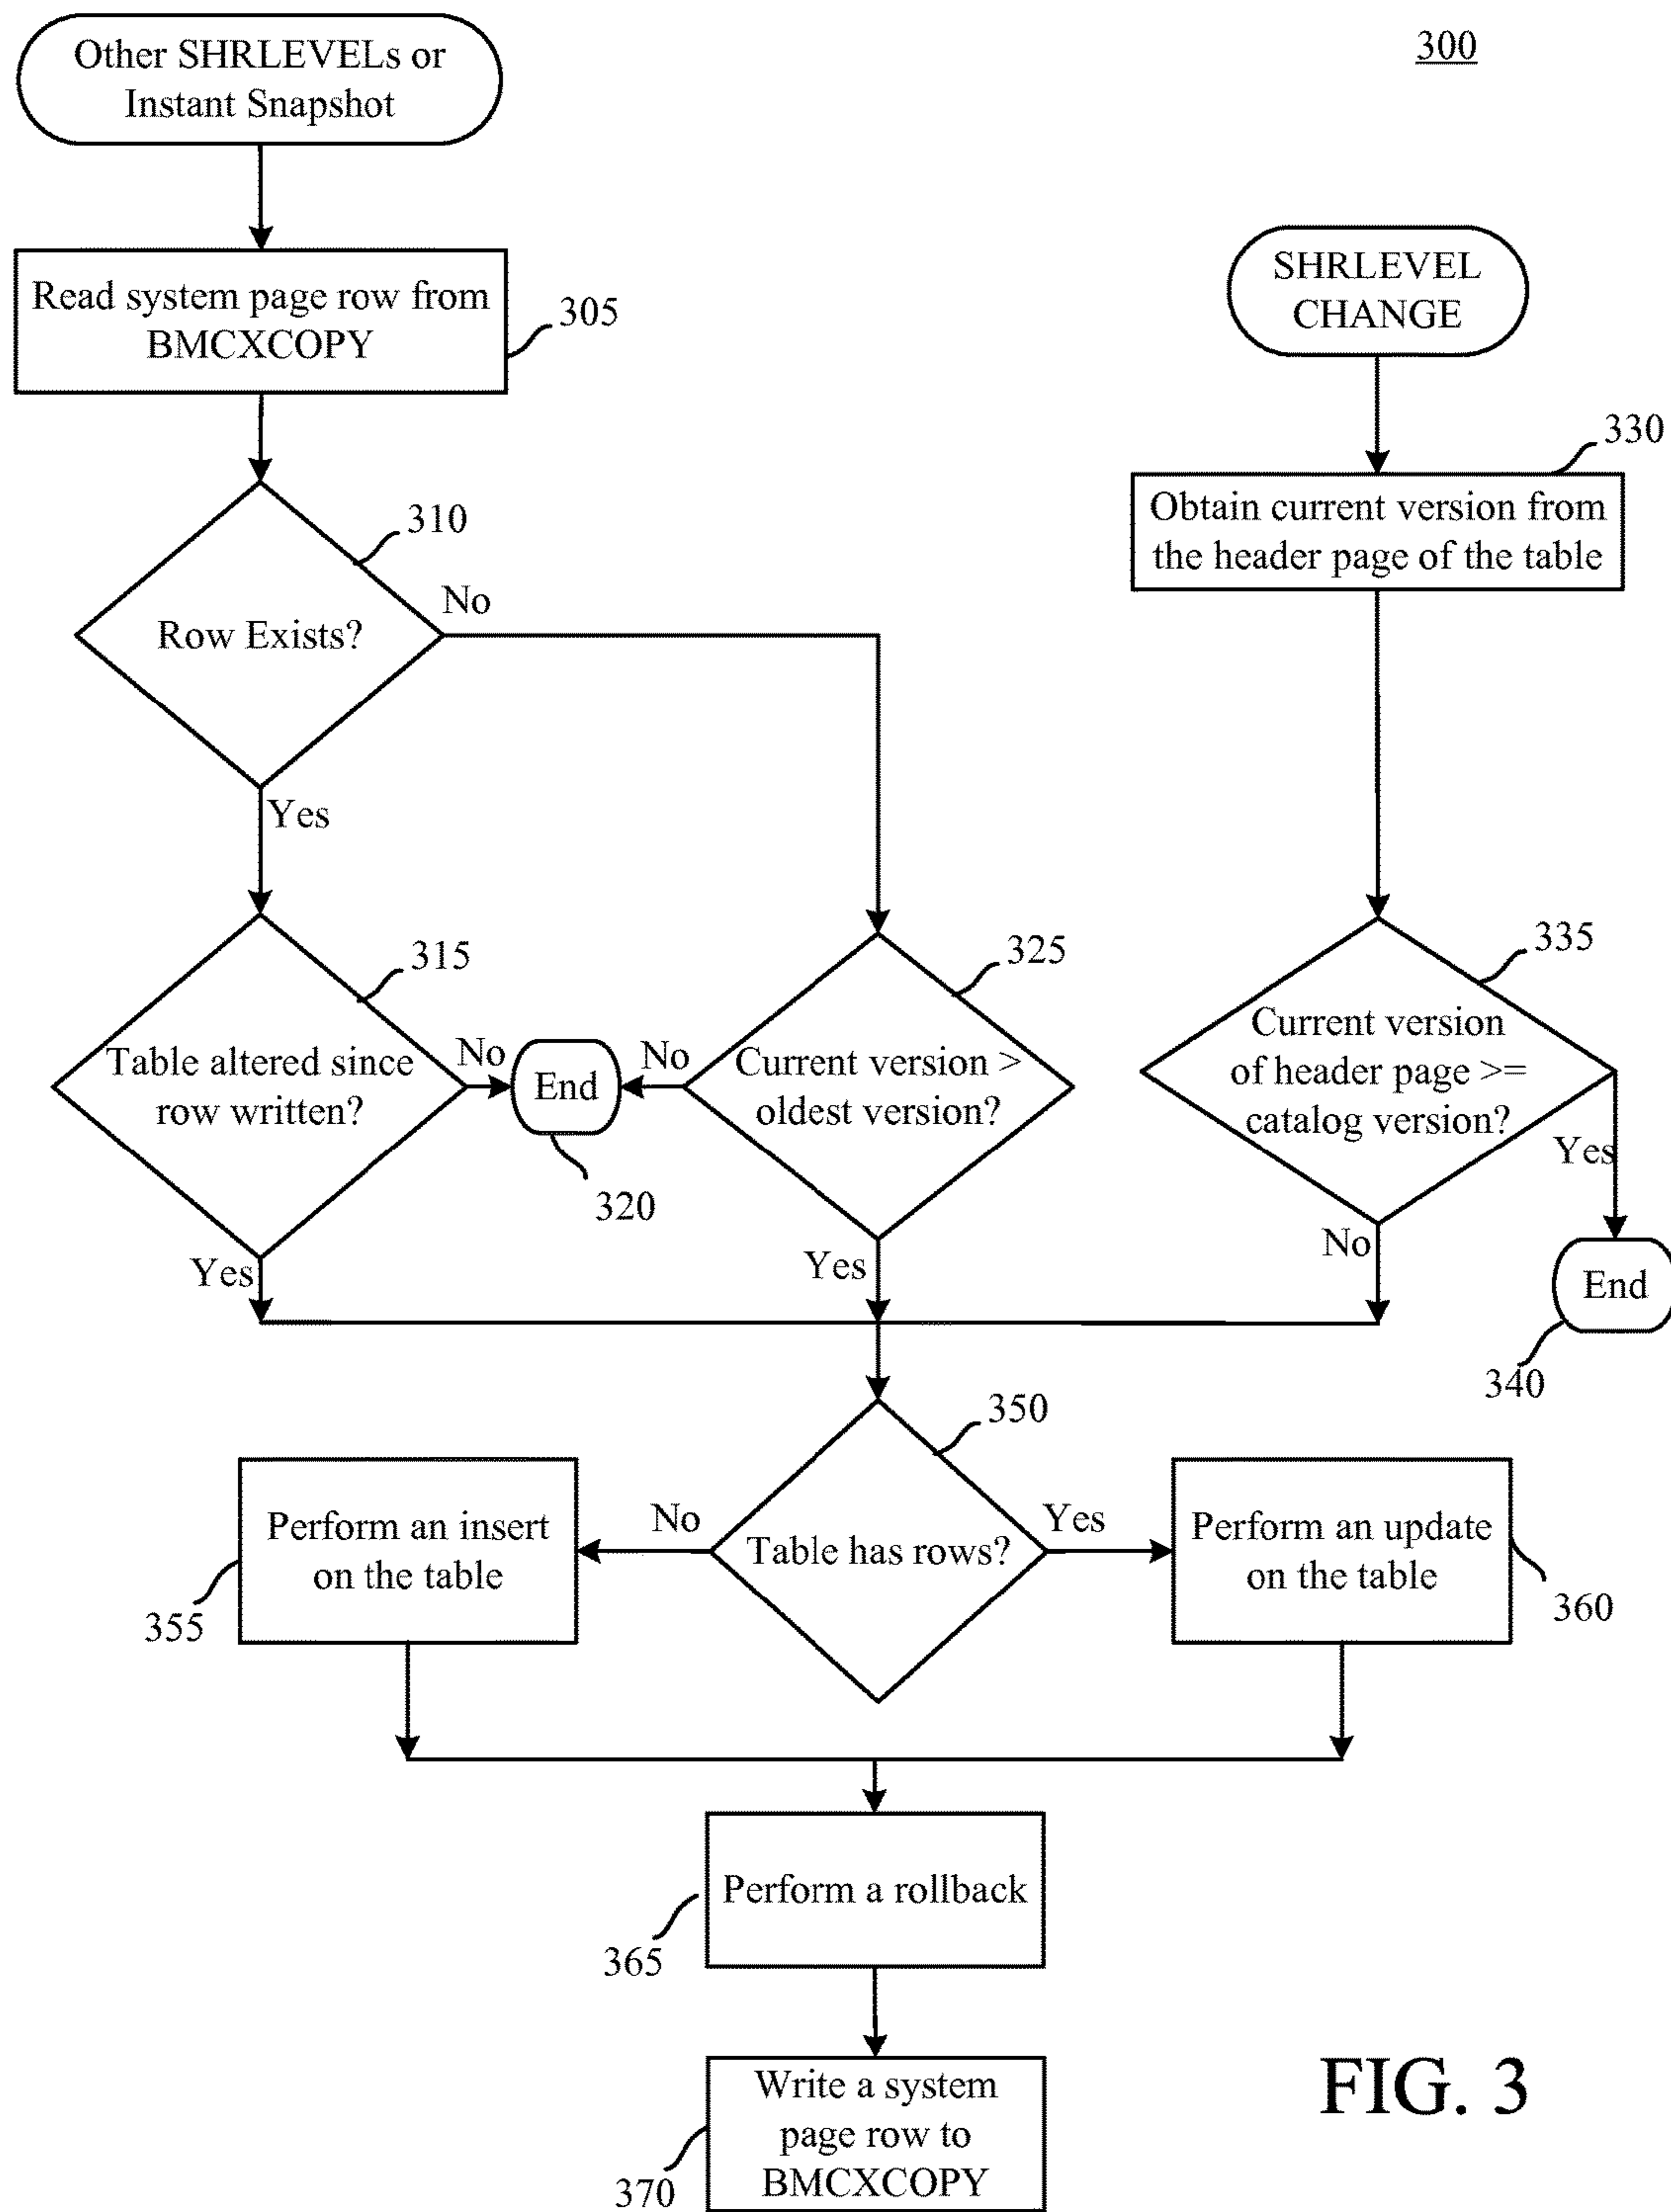 300
Other SHRLEVELs or
Instant Snapshot
Read system page row from
BMCXCOPY
305
SHRLEVEL
CHANGE
330
Obtain current version from
the header page of the table
310
Row Exists?
No
Yes
315
Table altered since
row written?
No
End
320
No
325
Current version >
oldest version?
335
Current version
of header page >=
catalog version?
Yes
No
End
340
Yes
Yes
350
Table has rows?
No
Yes
Perform an insert
on the table
355
Perform an update
on the table
360
Perform a rollback
365
Write a system
page row to
BMCXCOPY
370
FIG. 3